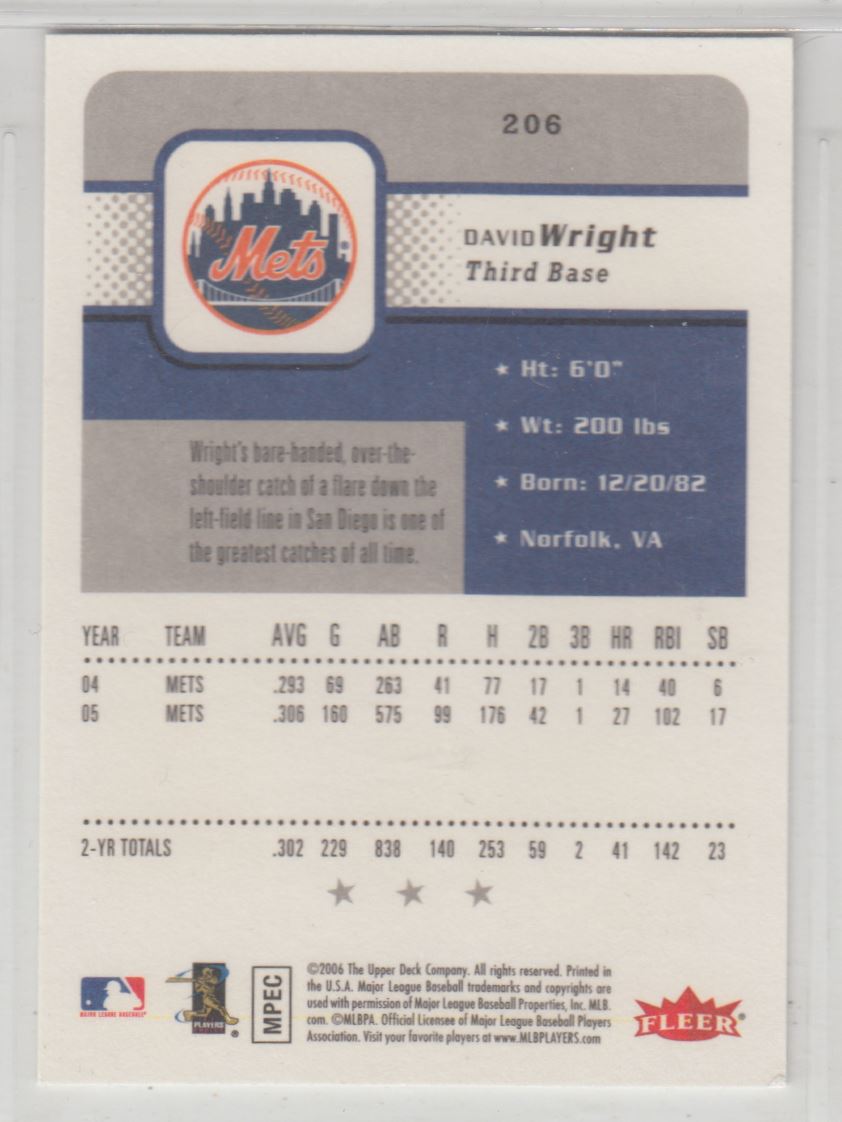 206
Mets
DAVID Wright
Third Base
★ Ht: 6'0"
★ Wt: 200 lbs
★ Born: 12/20/82
★ Norfolk, VA
Wright's bare-handed, over-the-
shoulder catch of a flare down the
left-field line in San Diego is one of
the greatest catches of all time.
YEAR TEAM AVG G AB R H 2B 3B HR RBI SB
04 METS .293 69 263 41 77 17 1 14 40 6
05 METS .306 160 575 99 176 42 1 27 102 17
2-YR TOTALS .302 229 838 140 253 59 2 41 142 23
MAJOR LEAGUE BASEBALL
PLAYERS
MPEC
©2006 The Upper Deck Company. All rights reserved. Printed in
the U.S.A. Major League Baseball trademarks and copyrights are
used with permission of Major League Baseball Properties, Inc. MLB.
com. ©MLBPA. Official Licensee of Major League Baseball Players
Association. Visit your favorite players at www.MLBPLAYERS.com
FLEER®